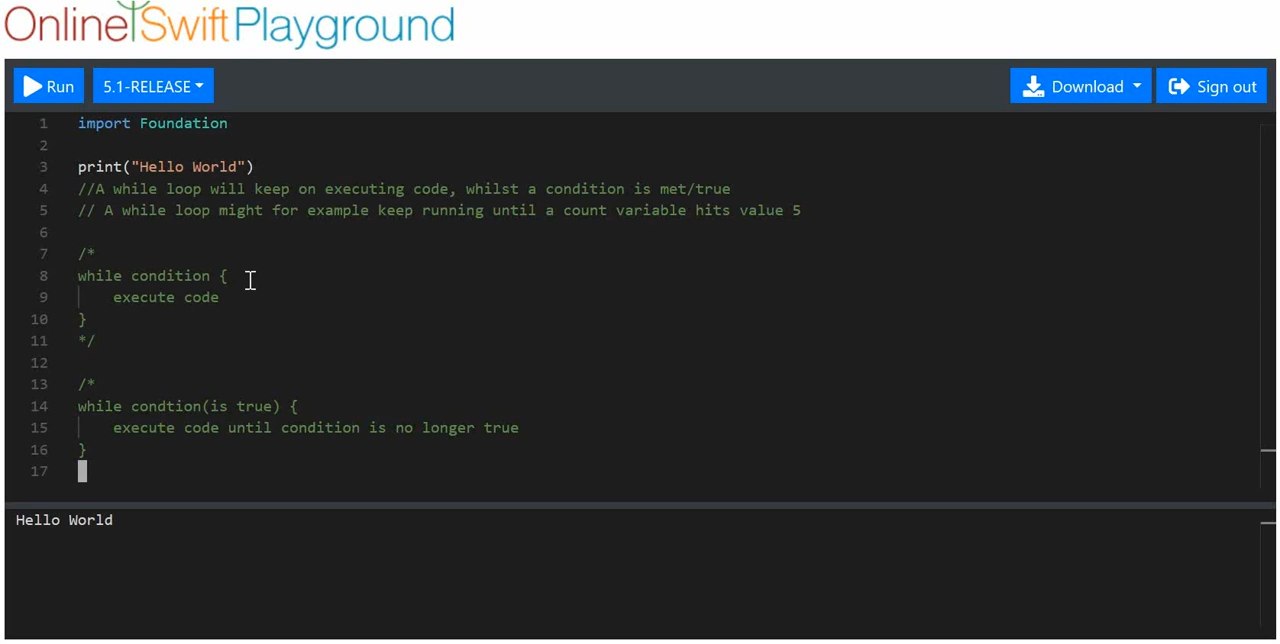 OnlineSwiftPlayground
Run 5.1-RELEASE Download Sign out
1 import Foundation
2
3 print("Hello World")
4 //A while loop will keep on executing code, whilst a condition is met/true
5 // A while loop might for example keep running until a count variable hits value 5
6
7 /*
8 while condition {
9 execute code
10 }
11 */
12
13 /*
14 while condtion(is true) {
15 execute code until condition is no longer true
16 }
17
Hello World